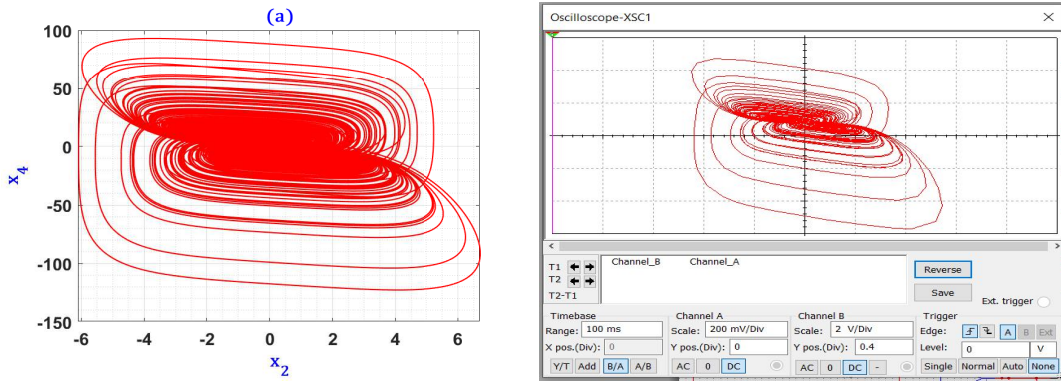 (a)
100
50
0
-50
-100
-150
x4
-6 -4 -2 0 2 4 6
x2
Oscilloscope-XSC1
T1
T2
T2-T1
Channel_B Channel_A
Reverse
Save
Ext. trigger
Timebase Channel A Channel B Trigger
Range: 100 ms Scale: 200 mV/Div Scale: 2 V/Div Edge: A B Ext
X pos.(Div): 0 Y pos.(Div): 0 Y pos.(Div): 0.4 Level: 0 V
Y/T Add B/A A/B AC 0 DC AC 0 DC - Single Normal Auto None